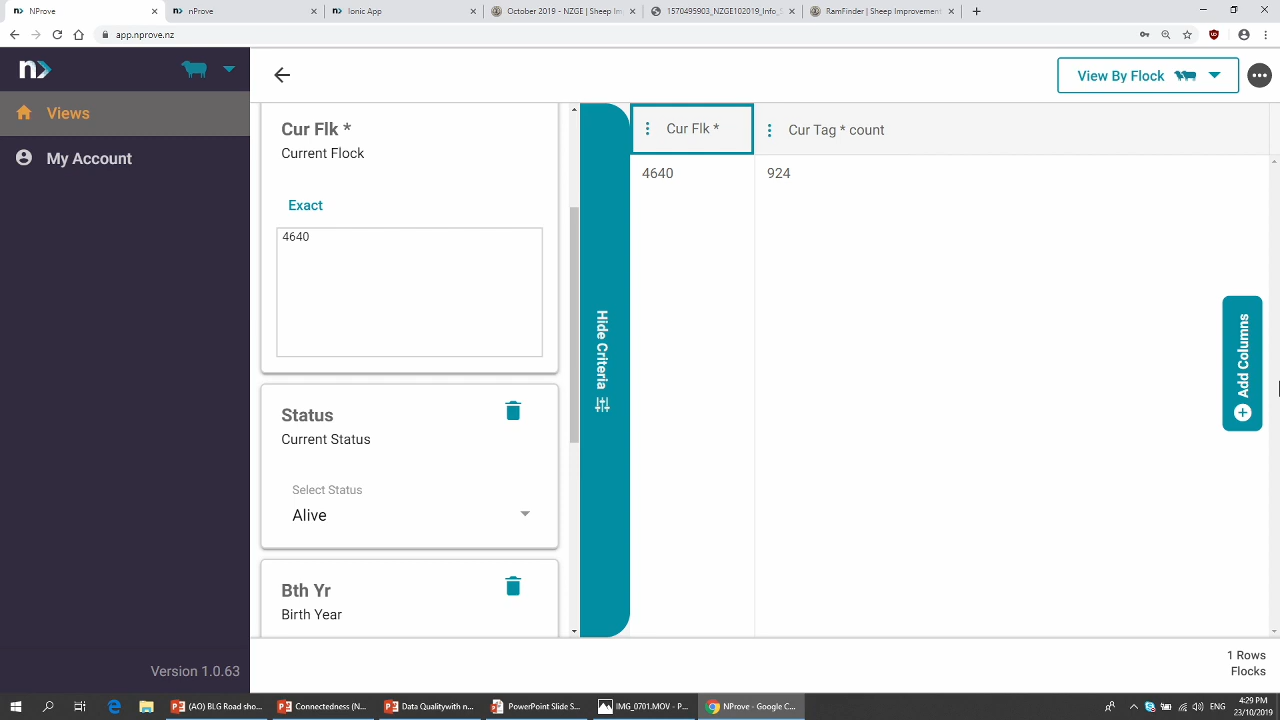 NProve
NProve
Ionic App
October 2019 - NZGE | Sheep Im
1570495903_NZGE102019_Info_S
RamFinder | Sheep Improvement
app.nprove.nz
n
Views
My Account
Version 1.0.63
View By Flock
Cur Flk *
Current Flock
Exact
4640
Status
Current Status
Select Status
Alive
Bth Yr
Birth Year
Hide Criteria
Cur Flk *
Cur Tag * count
4640
924
Add Columns
1 Rows
Flocks
(AO) BLG Road sho...
Connectedness (N...
Data Qualitywith n...
PowerPoint Slide ...
IMG_0701.MOV - P...
NProve - Google C...
4:29 PM
23/10/2019